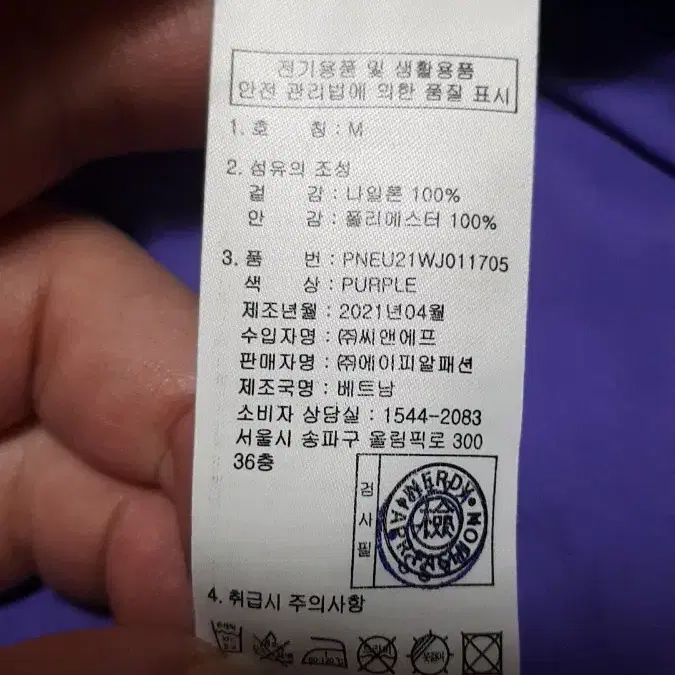 전기용품 및 생활용품
안전 관리법에 의한 품질 표시
1. 호 칭 : M
2. 섬유의 조성
겉 감 : 나일론 100%
안 감 : 폴리에스터 100%
3. 품 번 : PNEU21WJ011705
색 상 : PURPLE
제조년월 : 2021년04월
수입자명 : ㈜씨앤에프
판매자명 : ㈜에이피알패션
제조국명 : 베트남
소비자 상담실 : 1544-2083
서울시 송파구 올림픽로 300
36층
검사필
NERDY
檢
4. 취급시 주의사항
80-120℃